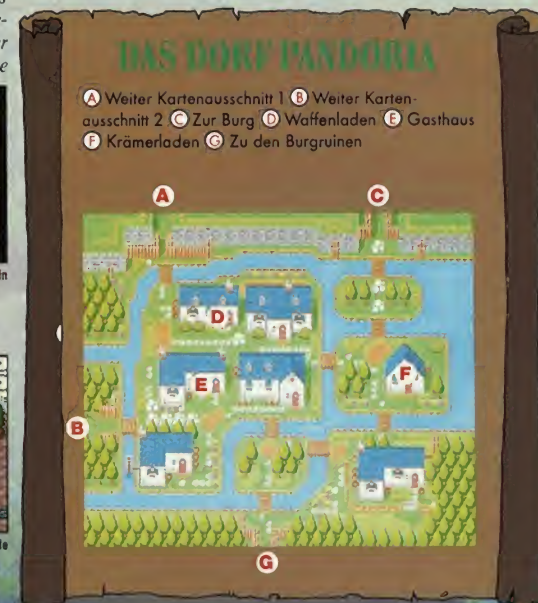 DAS DORF PANDORIA
A Weiter Kartenausschnitt 1 B Weiter Karten-
ausschnitt 2 C Zur Burg D Waffenladen E Gasthaus
F Krämerladen G Zu den Burgruinen
A
C
D
F
E
B
G